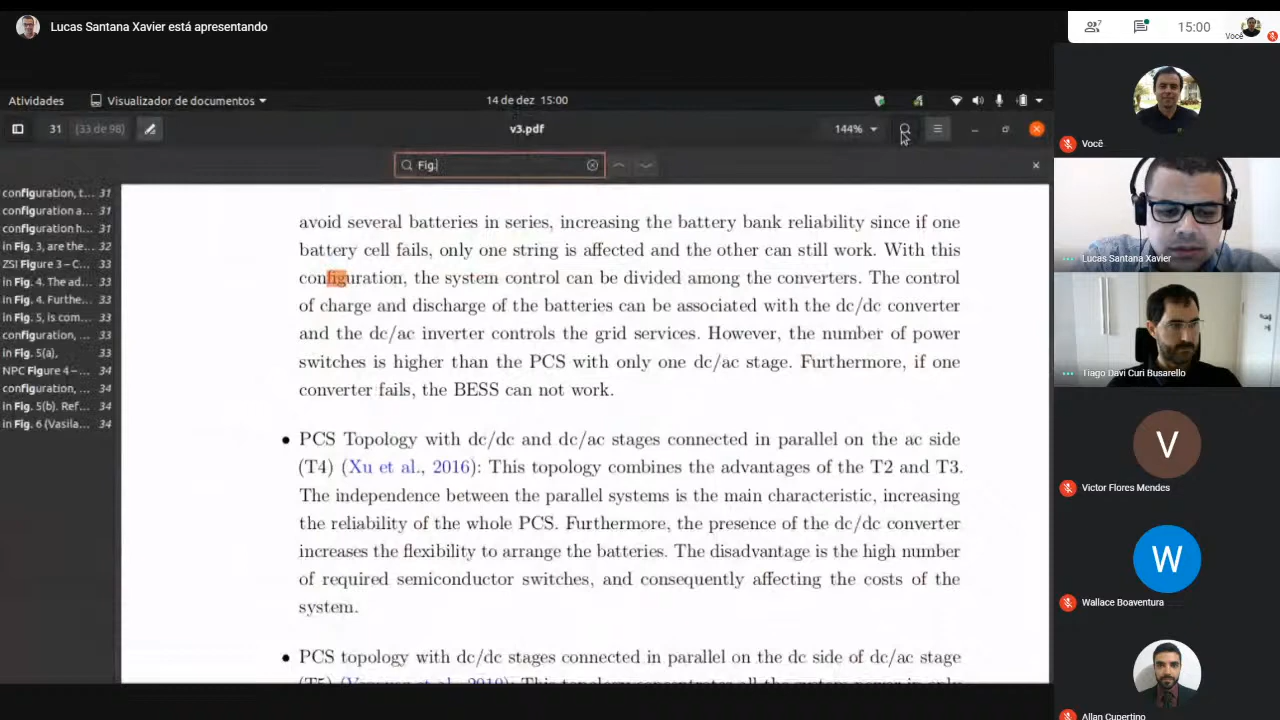 Lucas Santana Xavier está apresentando
15:00
7
Você
Atividades
Visualizador de documentos
14 de dez 15:00
31 (33 de 98)
v3.pdf
144%
Fig.
configuration, t... 31
configuration a... 31
configuration h... 31
in Fig. 3, are the... 32
ZSI Figure 3 – C... 33
in Fig. 4. The ad... 33
in Fig. 4. Furthe... 33
in Fig. 5, is com... 33
configuration, ... 33
in Fig. 5(a), 33
NPC Figure 4 –... 34
configuration, ... 34
in Fig. 5(b). Ref... 34
in Fig. 6 (Vasila... 34
avoid several batteries in series, increasing the battery bank reliability since if one
battery cell fails, only one string is affected and the other can still work. With this
configuration, the system control can be divided among the converters. The control
of charge and discharge of the batteries can be associated with the dc/dc converter
and the dc/ac inverter controls the grid services. However, the number of power
switches is higher than the PCS with only one dc/ac stage. Furthermore, if one
converter fails, the BESS can not work.
• PCS Topology with dc/dc and dc/ac stages connected in parallel on the ac side
(T4) (Xu et al., 2016): This topology combines the advantages of the T2 and T3.
The independence between the parallel systems is the main characteristic, increasing
the reliability of the whole PCS. Furthermore, the presence of the dc/dc converter
increases the flexibility to arrange the batteries. The disadvantage is the high number
of required semiconductor switches, and consequently affecting the costs of the
system.
• PCS topology with dc/dc stages connected in parallel on the dc side of dc/ac stage
Você
Lucas Santana Xavier
Tiago Davi Curi Busarello
V
Victor Flores Mendes
W
Wallace Boaventura
Allan Cupertino